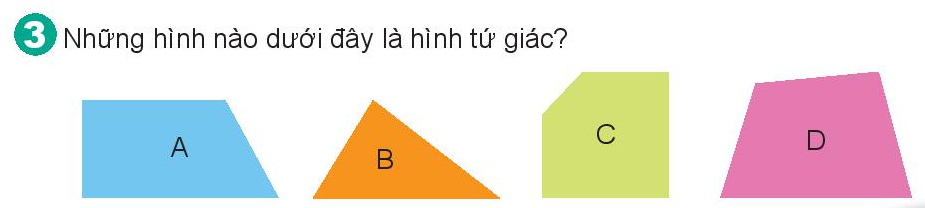 3 Những hình nào dưới đây là hình tứ giác?
A B C D